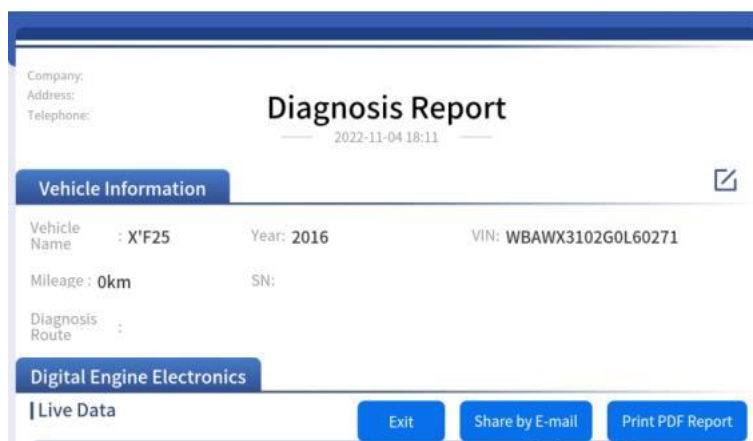 Company:
Address:
Telephone:
Diagnosis Report
2022-11-04 18:11
Vehicle Information
Vehicle Name : X'F25
Year: 2016
VIN: WBAWX3102G0L60271
Mileage : 0km
SN:
Diagnosis Route :
Digital Engine Electronics
Live Data
Exit
Share by E-mail
Print PDF Report